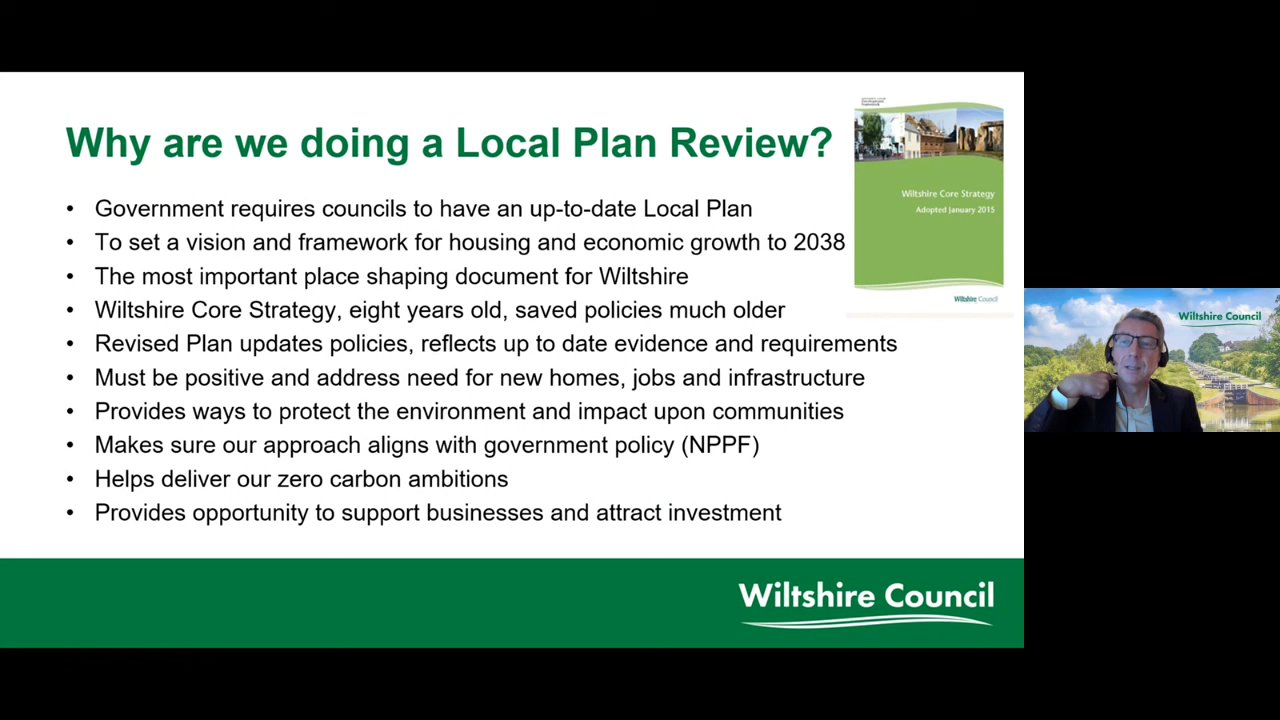 Why are we doing a Local Plan Review?
• Government requires councils to have an up-to-date Local Plan
• To set a vision and framework for housing and economic growth to 2038
• The most important place shaping document for Wiltshire
• Wiltshire Core Strategy, eight years old, saved policies much older
• Revised Plan updates policies, reflects up to date evidence and requirements
• Must be positive and address need for new homes, jobs and infrastructure
• Provides ways to protect the environment and impact upon communities
• Makes sure our approach aligns with government policy (NPPF)
• Helps deliver our zero carbon ambitions
• Provides opportunity to support businesses and attract investment
Wiltshire Core Strategy
Adopted January 2015
Wiltshire Council
Wiltshire Council
Wiltshire Council